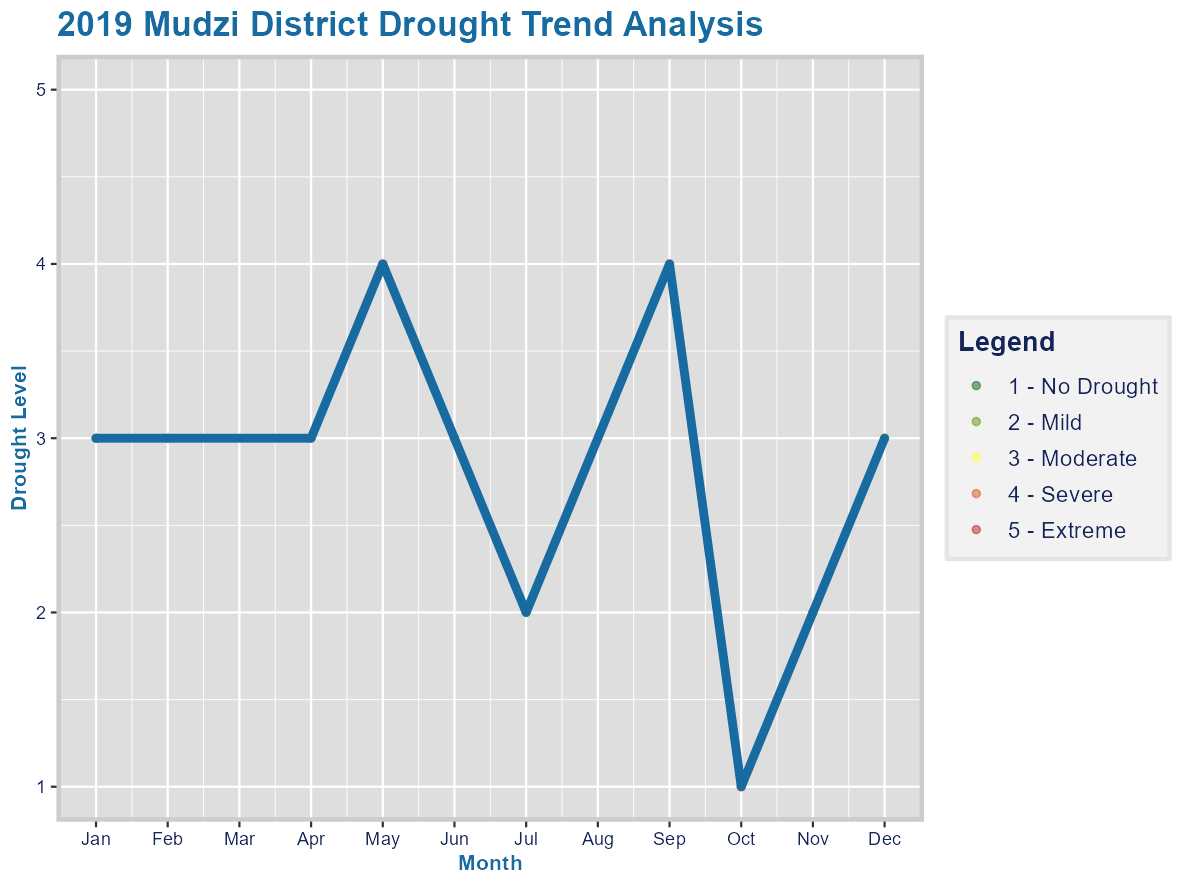 2019 Mudzi District Drought Trend Analysis
5
4
3
2
1
Drought Level
Jan Feb Mar Apr May Jun Jul Aug Sep Oct Nov Dec
Month
Legend
1 - No Drought
2 - Mild
3 - Moderate
4 - Severe
5 - Extreme